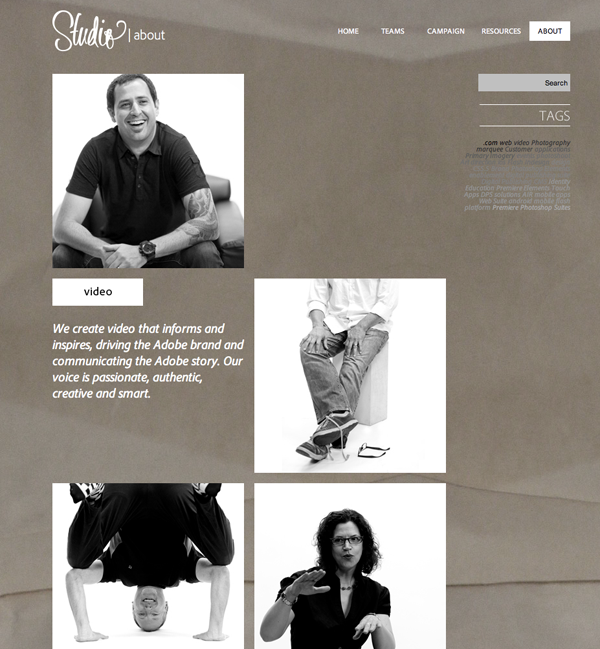 Studio | about
HOME TEAMS CAMPAIGN RESOURCES ABOUT
Search
TAGS
.com web video Photography
marquee Customer applications
Primary Imagery
identity
Education Premiere Elements Touch
Apps DPS solutions AIR mobile apps
Web Suite android mobile flash
platform Premiere Photoshop Suites
video
We create video that informs and
inspires, driving the Adobe brand and
communicating the Adobe story. Our
voice is passionate, authentic,
creative and smart.